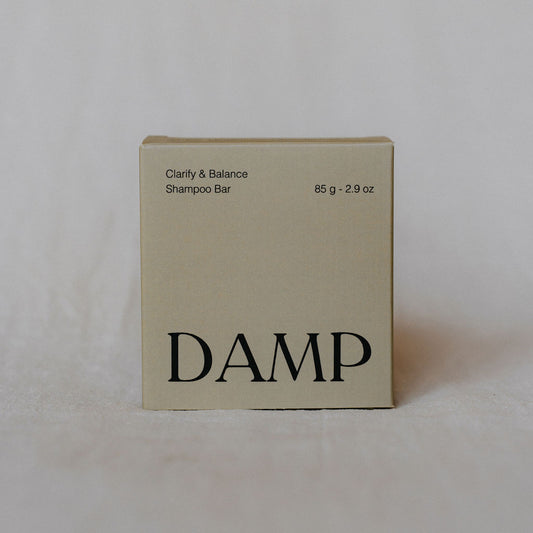 Clarify & Balance
Shampoo Bar 85 g - 2.9 oz
DAMP